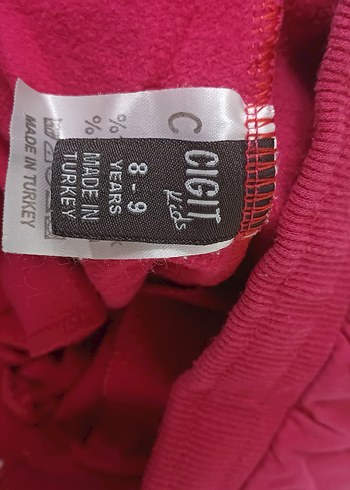 CIGIT
Kids
8 - 9
YEARS
MADE IN
TURKEY
C
%
%
MADE IN TURKEY